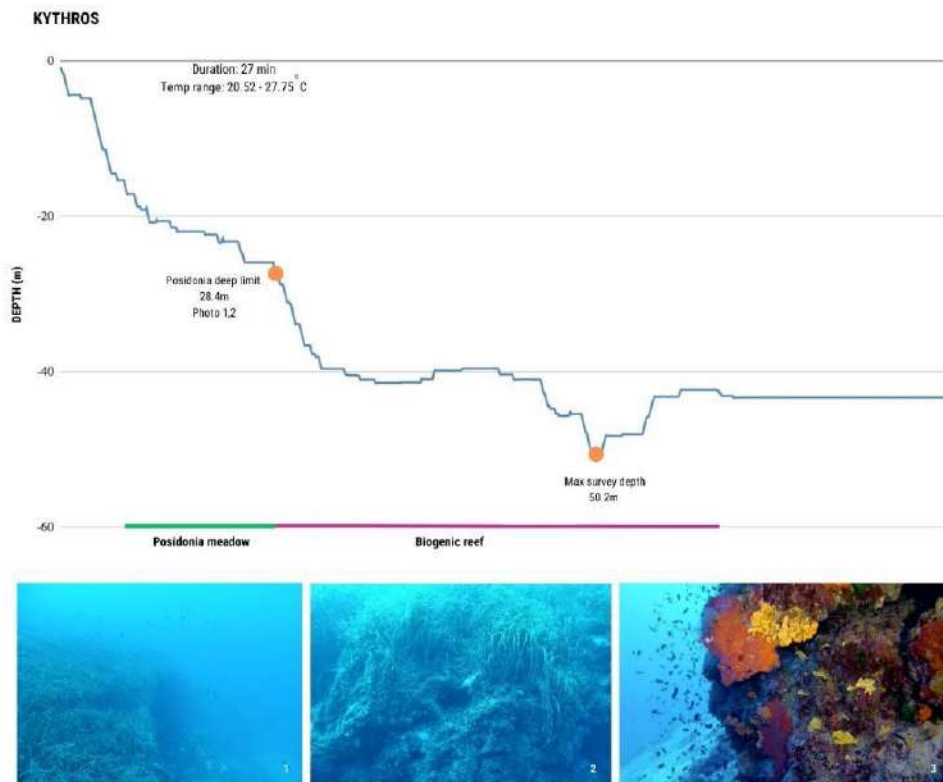 KYTHROS
0
Duration: 27 min
Temp range: 20.52 - 27.75°C
-20
DEPTH (m)
Posidonia deep limit
28.4m
Photo 1,2
-40
Max survey depth
50.2m
-60
Posidonia meadow
Biogenic reef
1
2
3